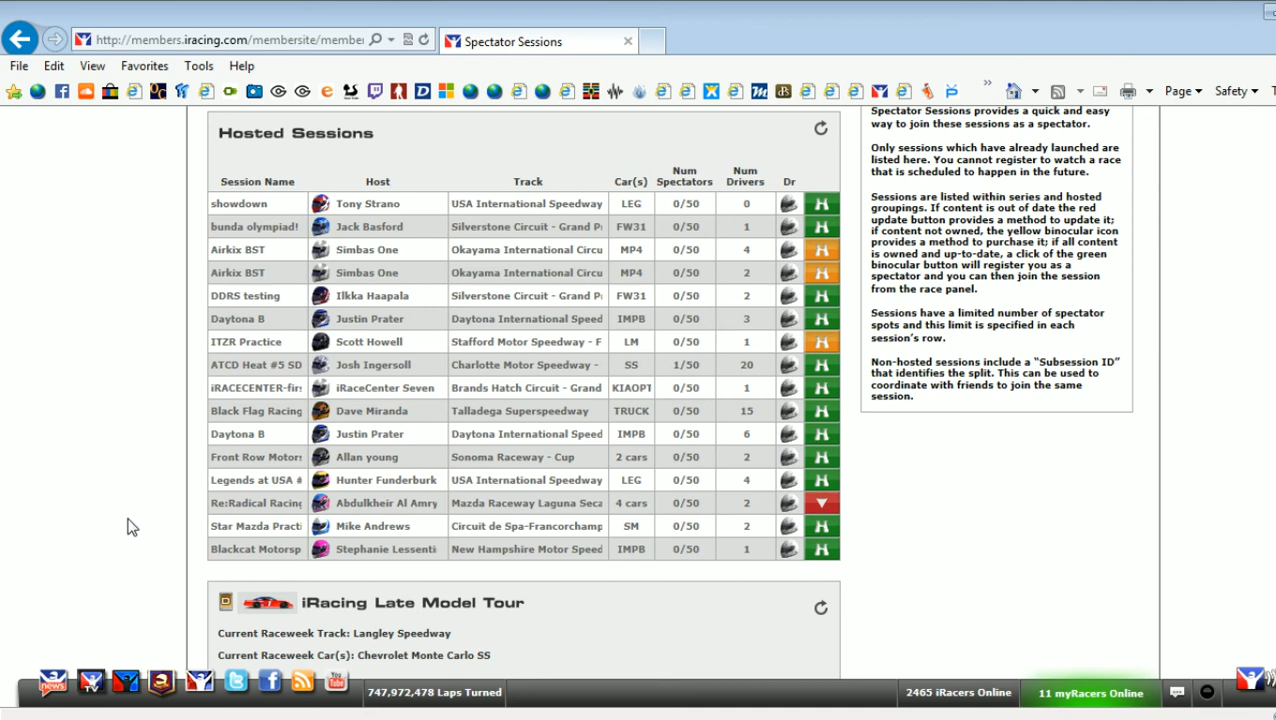 http://members.iracing.com/membersite/member
Spectator Sessions
File Edit View Favorites Tools Help
Page Safety
Hosted Sessions
Session Name Host Track Car(s) Num Spectators Num Drivers Dr
showdown Tony Strano USA International Speedway LEG 0/50 0
bunda olympiad! Jack Basford Silverstone Circuit - Grand P FW31 0/50 1
Airkix BST Simbas One Okayama International Circu MP4 0/50 4
Airkix BST Simbas One Okayama International Circu MP4 0/50 2
DDRS testing Ilkka Haapala Silverstone Circuit - Grand P FW31 0/50 2
Daytona B Justin Prater Daytona International Speed IMPB 0/50 3
ITZR Practice Scott Howell Stafford Motor Speedway - F LM 0/50 1
ATCD Heat #5 SD Josh Ingersoll Charlotte Motor Speedway - SS 1/50 20
iRACECENTER-firs iRaceCenter Seven Brands Hatch Circuit - Grand KIAOPT 0/50 1
Black Flag Racing Dave Miranda Talladega Superspeedway TRUCK 0/50 15
Daytona B Justin Prater Daytona International Speed IMPB 0/50 6
Front Row Motors Allan young Sonoma Raceway - Cup 2 cars 0/50 2
Legends at USA # Hunter Funderburk USA International Speedway LEG 0/50 4
Re:Radical Racing Abdulkheir Al Amry Mazda Raceway Laguna Seca 4 cars 0/50 2
Star Mazda Practi Mike Andrews Circuit de Spa-Francorchamp SM 0/50 2
Blackcat Motorsp Stephanie Lessenti New Hampshire Motor Speed IMPB 0/50 1
Spectator Sessions provides a quick and easy
way to join these sessions as a spectator.
Only sessions which have already launched are
listed here. You cannot register to watch a race
that is scheduled to happen in the future.
Sessions are listed within series and hosted
groupings. If content is out of date the red
update button provides a method to update it;
if content not owned, the yellow binocular icon
provides a method to purchase it; if all content
is owned and up-to-date, a click of the green
binocular button will register you as a
spectator and you can then join the session
from the race panel.
Sessions have a limited number of spectator
spots and this limit is specified in each
session's row.
Non-hosted sessions include a “Subsession ID”
that identifies the split. This can be used to
coordinate with friends to join the same
session.
D iRacing Late Model Tour
Current Raceweek Track: Langley Speedway
Current Raceweek Car(s): Chevrolet Monte Carlo SS
news TV You Tube
747,972,478 Laps Turned
2465 iRacers Online
11 myRacers Online